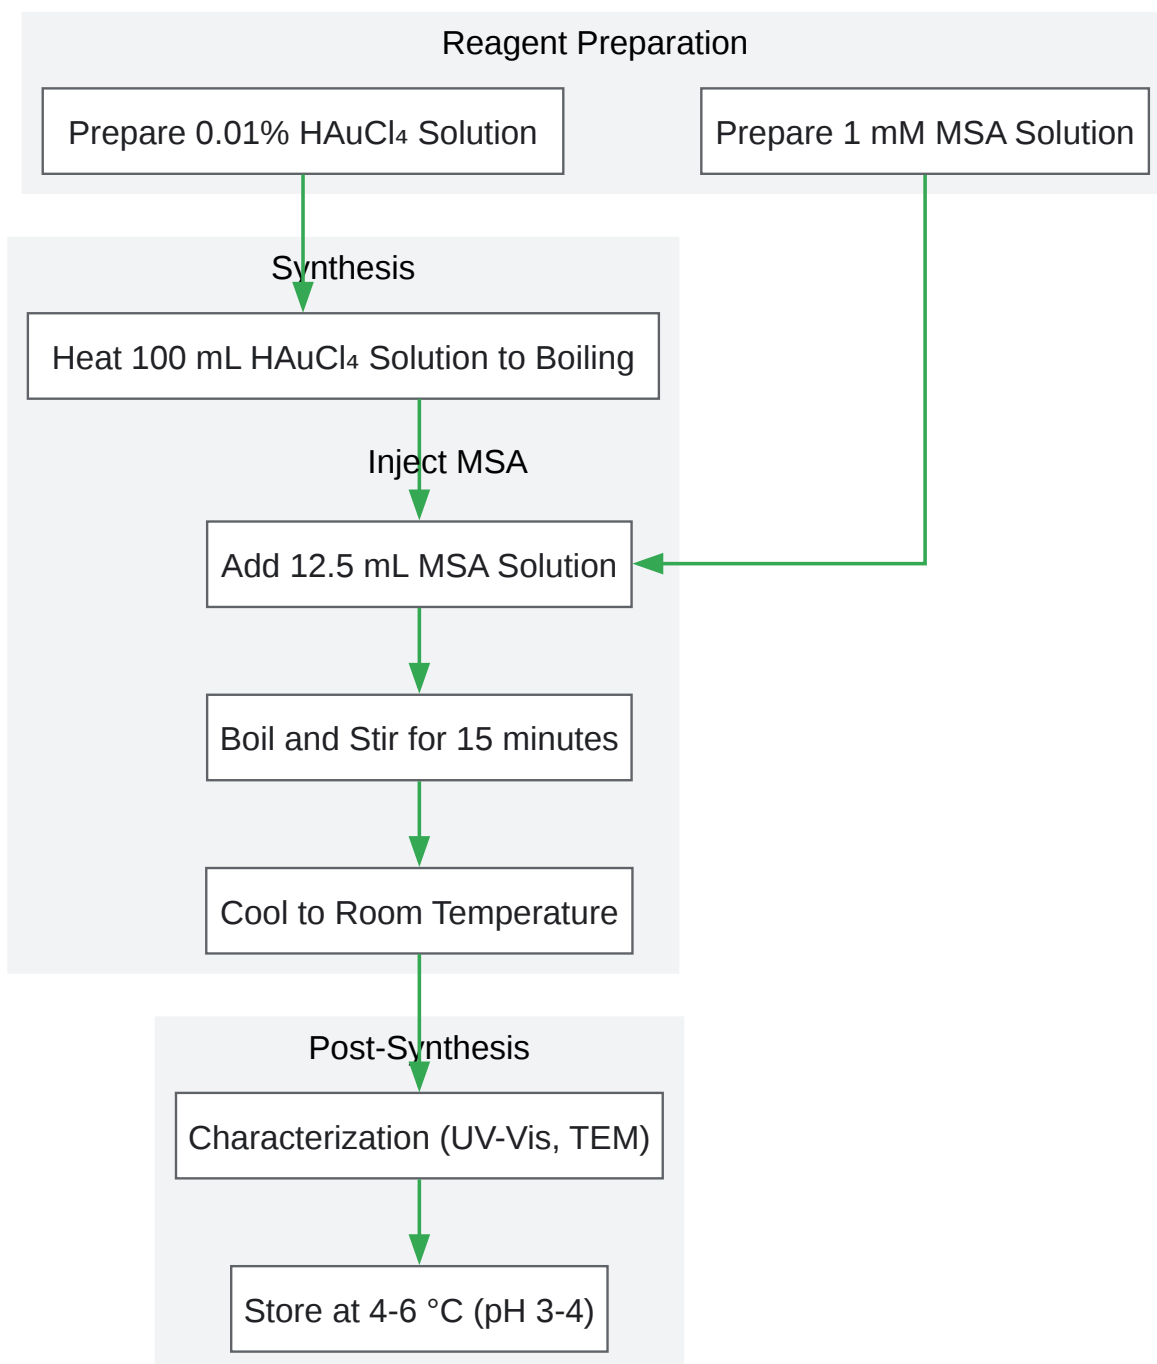 Reagent Preparation
Prepare 0.01% HAuCl₄ Solution
Prepare 1 mM MSA Solution
Synthesis
Heat 100 mL HAuCl₄ Solution to Boiling
Inject MSA
Add 12.5 mL MSA Solution
Boil and Stir for 15 minutes
Cool to Room Temperature
Post-Synthesis
Characterization (UV-Vis, TEM)
Store at 4-6 °C (pH 3-4)